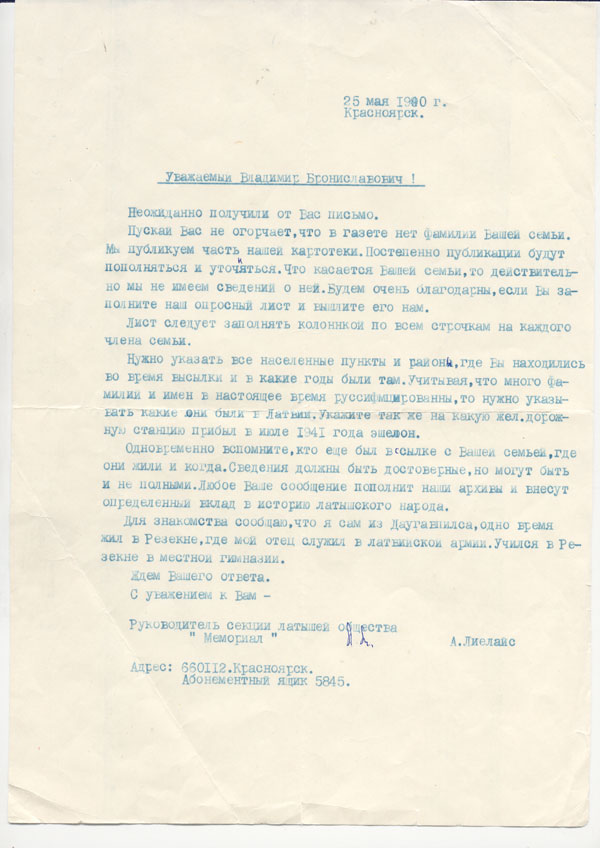 25 мая 1990 г.
Красноярск.
Уважаемый Владимир Брониславович !
Неожиданно получили от Вас письмо.
Пускай Вас не огорчает,что в газете нет фамилии Вашей семьи.
Мы публикуем часть нашей картотеки.Постепенно публикации будут
пополняться и уточняться.Что касается Вашей семьи,то действитель-
но мы не имеем сведений о ней.Будем очень благодарны,если Вы за-
полните наш опросный лист и вышлите его нам.
Лист следует заполнять колонкой по всем строчкам на каждого
члена семьи.
Нужно указать все населенные пункты и районы,где Вы находились
во время высылки и в какие годы были там.Учитывая,что много фа-
милий и имен в настоящее время руссифицированны,то нужно указы-
вать какие они были в Латвии.Укажите так же на какую жел.дорож-
ную станцию прибыл в июле 1941 года эшелон.
Одновременно вспомните,кто еще был в ссылке с Вашей семьей,где
они жили и когда.Сведения должны быть достоверные,но могут быть
и не полными.Любое Ваше сообщение пополнит наши архивы и внесут
определенный вклад в историю латышского народа.
Для знакомства сообщаю,что я сам из Даугавпилса,одно время
жил в Резекне,где мой отец служил в латвийской армии.Учился в Ре-
зекне в местной гимназии.
Ждем Вашего ответа.
С уважением к Вам -
Руководитель секции латышей общества
" Мемориал "
А.Лиелайс
Адрес: 660112.Красноярск.
Абонементный ящик 5845.